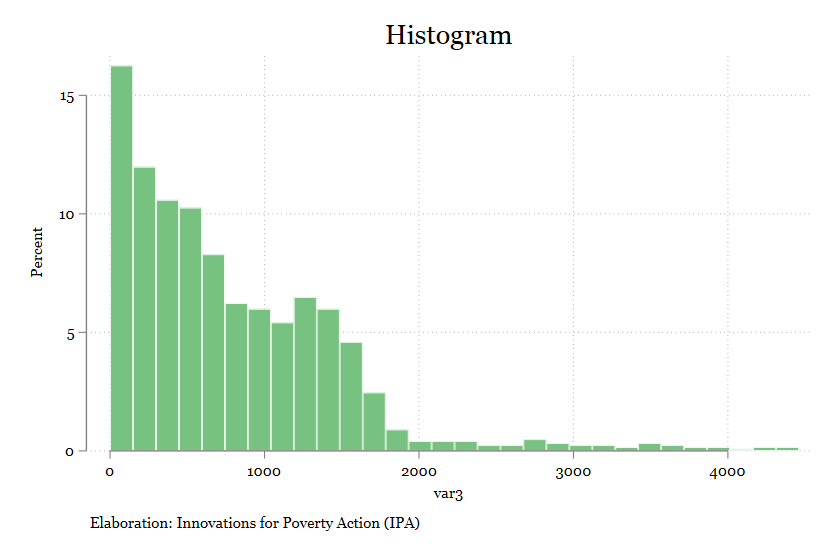 Histogram
15
10
5
0
Percent
0 1000 2000 3000 4000
var3
Elaboration: Innovations for Poverty Action (IPA)